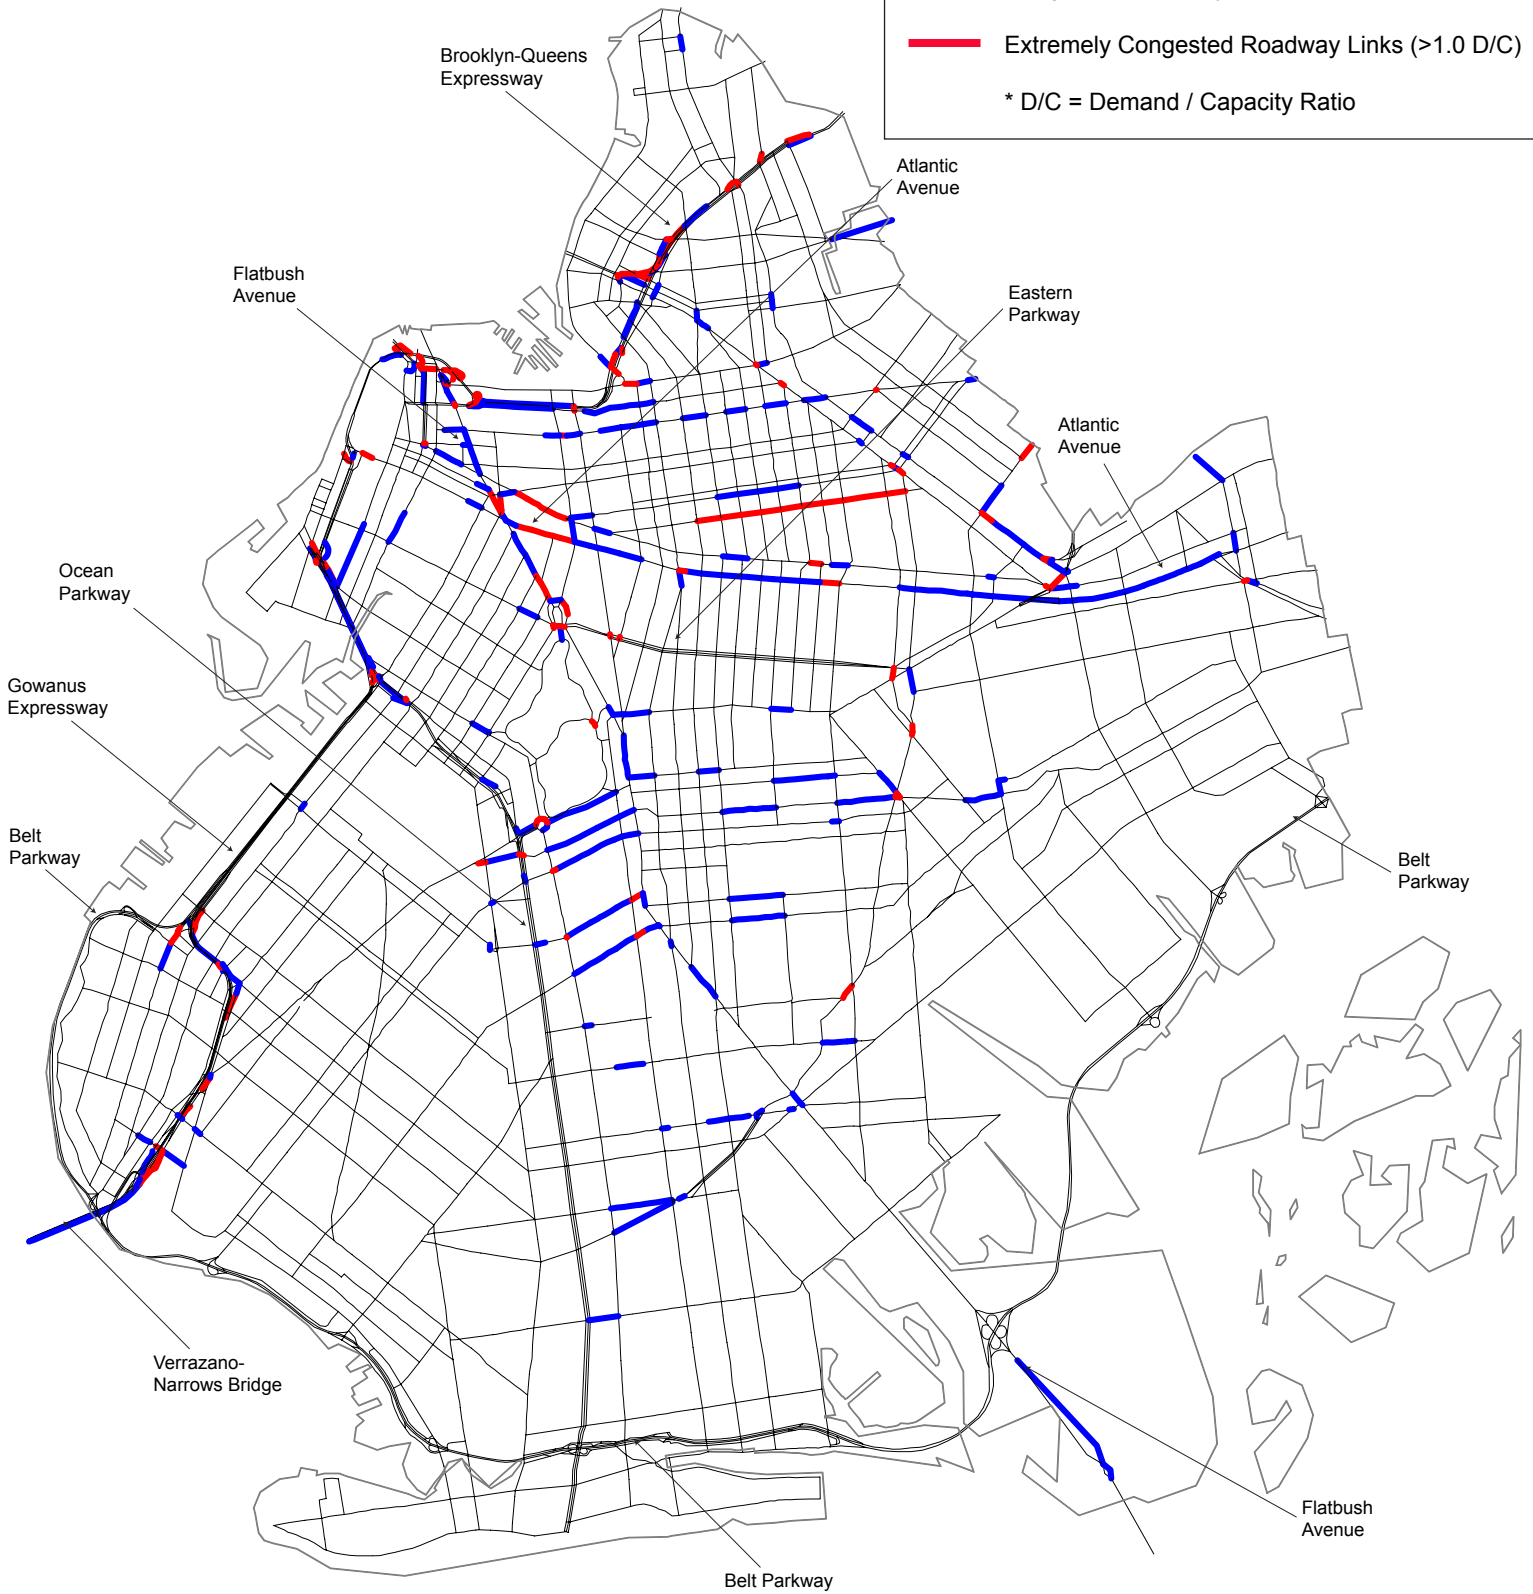 Extremely Congested Roadway Links (>1.0 D/C)
* D/C = Demand / Capacity Ratio
Brooklyn-Queens
Expressway
Atlantic
Avenue
Flatbush
Avenue
Eastern
Parkway
Atlantic
Avenue
Ocean
Parkway
Gowanus
Expressway
Belt
Parkway
Belt
Parkway
Verrazano-
Narrows Bridge
Flatbush
Avenue
Belt Parkway